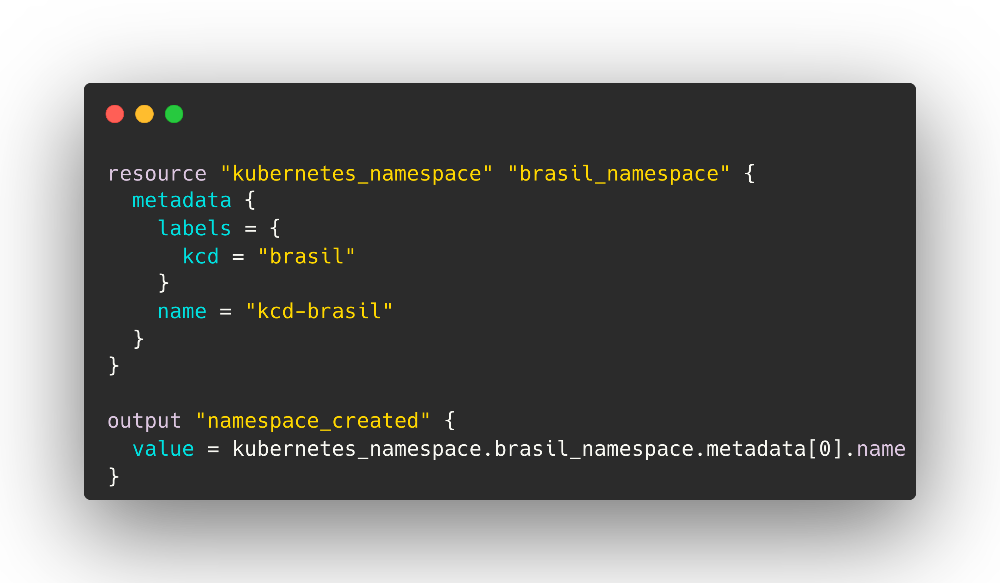 resource "kubernetes_namespace" "brasil_namespace" {
  metadata {
    labels = {
      kcd = "brasil"
    }
    name = "kcd-brasil"
  }
}

output "namespace_created" {
  value = kubernetes_namespace.brasil_namespace.metadata[0].name
}